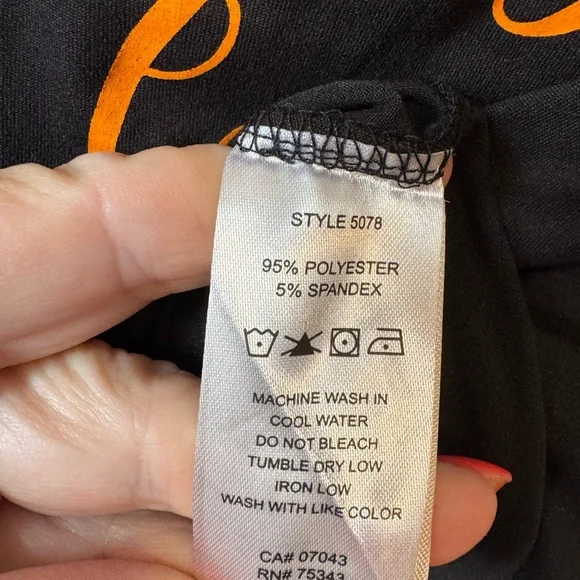 STYLE 5078
95% POLYESTER
5% SPANDEX
MACHINE WASH IN
COOL WATER
DO NOT BLEACH
TUMBLE DRY LOW
IRON LOW
WASH WITH LIKE COLOR
CA# 07043
RN# 75343